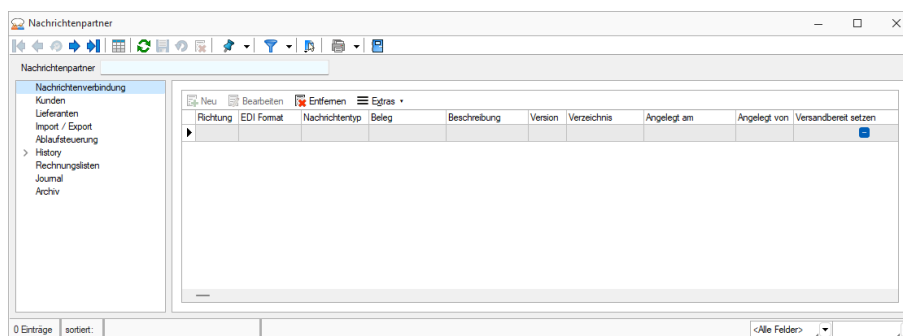 Nachrichtenpartner
Nachrichtenpartner
Nachrichtenverbindung
Kunden
Lieferanten
Import / Export
Ablaufsteuerung
History
Rechnungslisten
Journal
Archiv
Neu Bearbeiten Entfernen Extras
Richtung EDI Format Nachrichtentyp Beleg Beschreibung Version Verzeichnis Angelegt am Angelegt von Versandbereit setzen
0 Einträge sortiert: <Alle Felder>